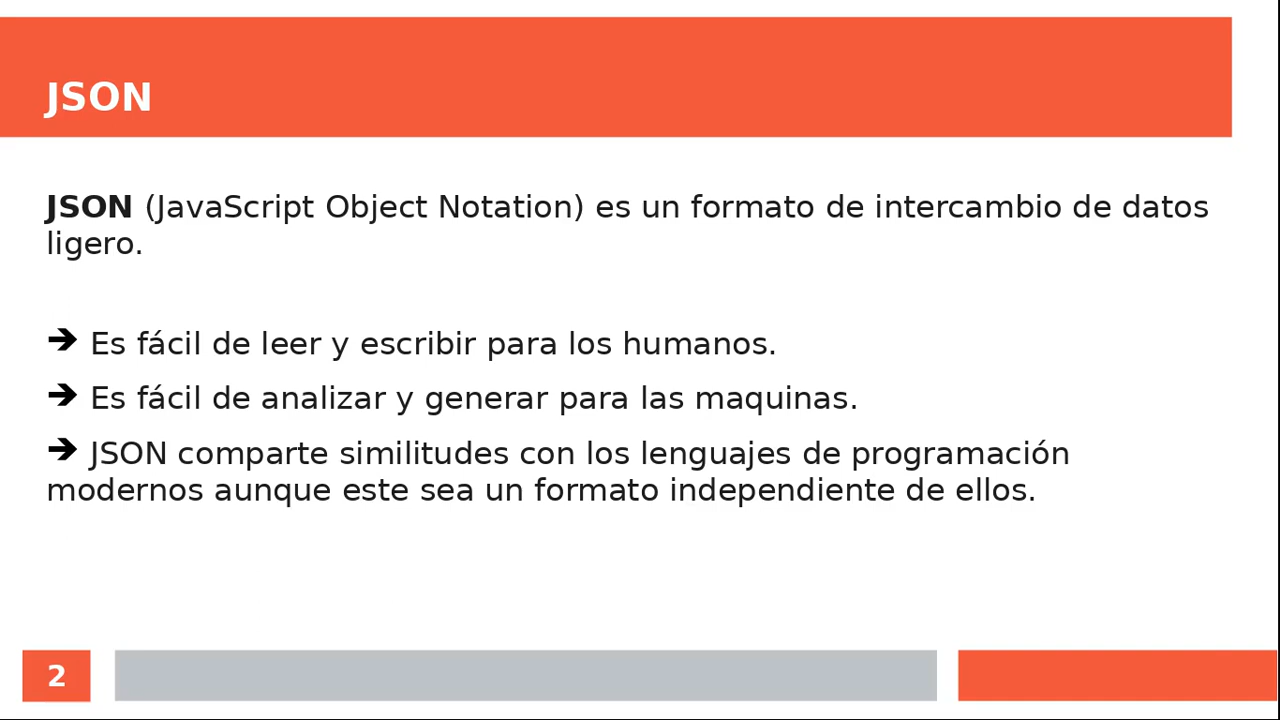 JSON
JSON (JavaScript Object Notation) es un formato de intercambio de datos
ligero.
➔ Es fácil de leer y escribir para los humanos.
➔ Es fácil de analizar y generar para las maquinas.
➔ JSON comparte similitudes con los lenguajes de programación
modernos aunque este sea un formato independiente de ellos.
2